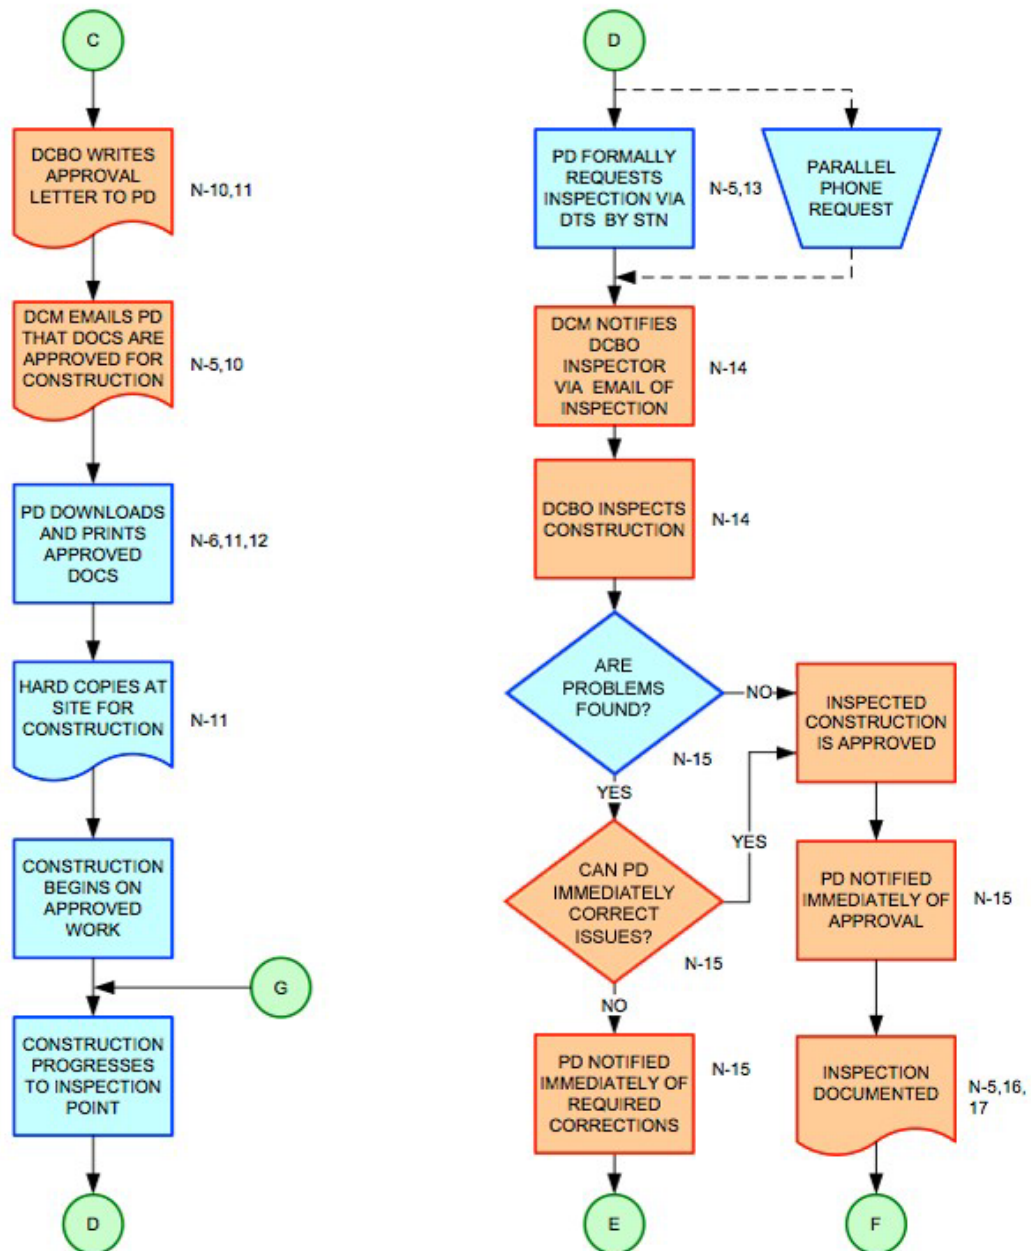 C
DCBO WRITES
APPROVAL
LETTER TO PD
N-10,11
DCM EMAILS PD
THAT DOCS ARE
APPROVED FOR
CONSTRUCTION
N-5,10
PD DOWNLOADS
AND PRINTS
APPROVED
DOCS
N-6,11,12
HARD COPIES AT
SITE FOR
CONSTRUCTION
N-11
CONSTRUCTION
BEGINS ON
APPROVED
WORK
G
CONSTRUCTION
PROGRESSES
TO INSPECTION
POINT
D
D
PD FORMALLY
REQUESTS
INSPECTION VIA
DTS BY STN
N-5,13
PARALLEL
PHONE
REQUEST
DCM NOTIFIES
DCBO
INSPECTOR
VIA EMAIL OF
INSPECTION
N-14
DCBO INSPECTS
CONSTRUCTION
N-14
ARE
PROBLEMS
FOUND?
NO
N-15
YES
CAN PD
IMMEDIATELY
CORRECT
ISSUES?
YES
N-15
NO
PD NOTIFIED
IMMEDIATELY OF
REQUIRED
CORRECTIONS
N-15
E
INSPECTED
CONSTRUCTION
IS APPROVED
PD NOTIFIED
IMMEDIATELY OF
APPROVAL
N-15
INSPECTION
DOCUMENTED
N-5,16,
17
F